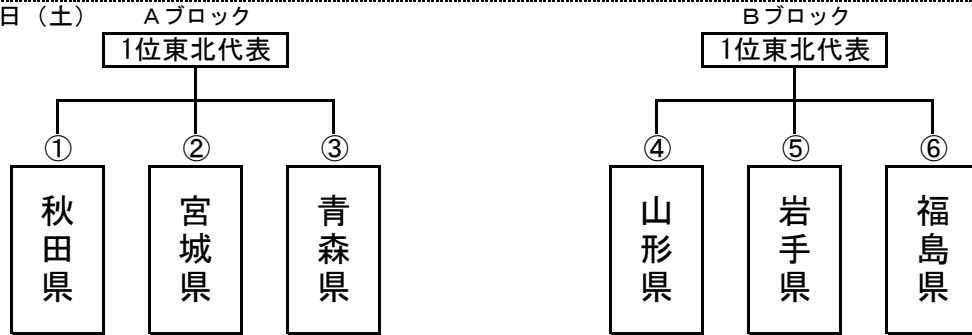 日（土）
Aブロック
Bブロック
1位東北代表
1位東北代表
①
②
③
④
⑤
⑥
秋田県
宮城県
青森県
山形県
岩手県
福島県